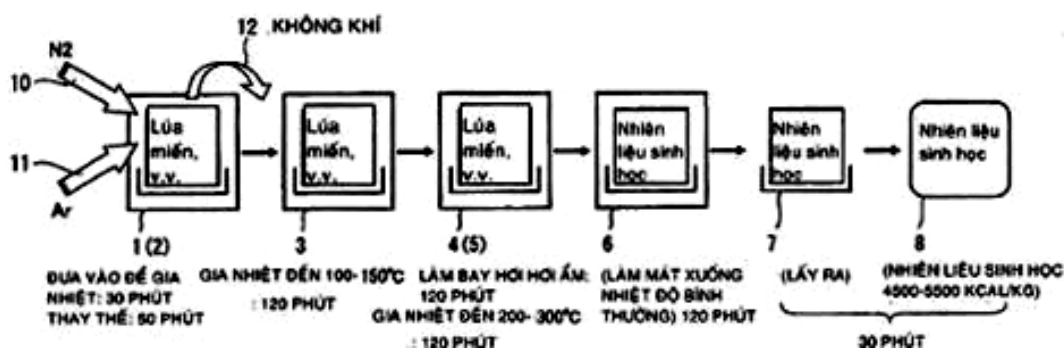 12 KHÔNG KHÍ
N2
10
11
Ar
Lúa
miến,
v.v.
Lúa
miến,
v.v.
Lúa
miến,
v.v.
Nhiên
liệu sinh
học
Nhiên
liệu sinh
học
Nhiên liệu
sinh học
1 (2)
3
4 (5)
6
7
8
ĐƯA VÀO ĐỂ GIA
NHIỆT: 30 PHÚT
THAY THẾ: 50 PHÚT
GIA NHIỆT ĐẾN 100-150°C
: 120 PHÚT
LÀM BAY HƠI HƠI ẨM:
120 PHÚT
GIA NHIỆT ĐẾN 200-300°C
: 120 PHÚT
(LÀM MÁT XUỐNG
NHIỆT ĐỘ BÌNH
THƯỜNG) 120 PHÚT
(LẤY RA)
(NHIÊN LIỆU SINH HỌC
4500-5500 KCAL/KG)
30 PHÚT